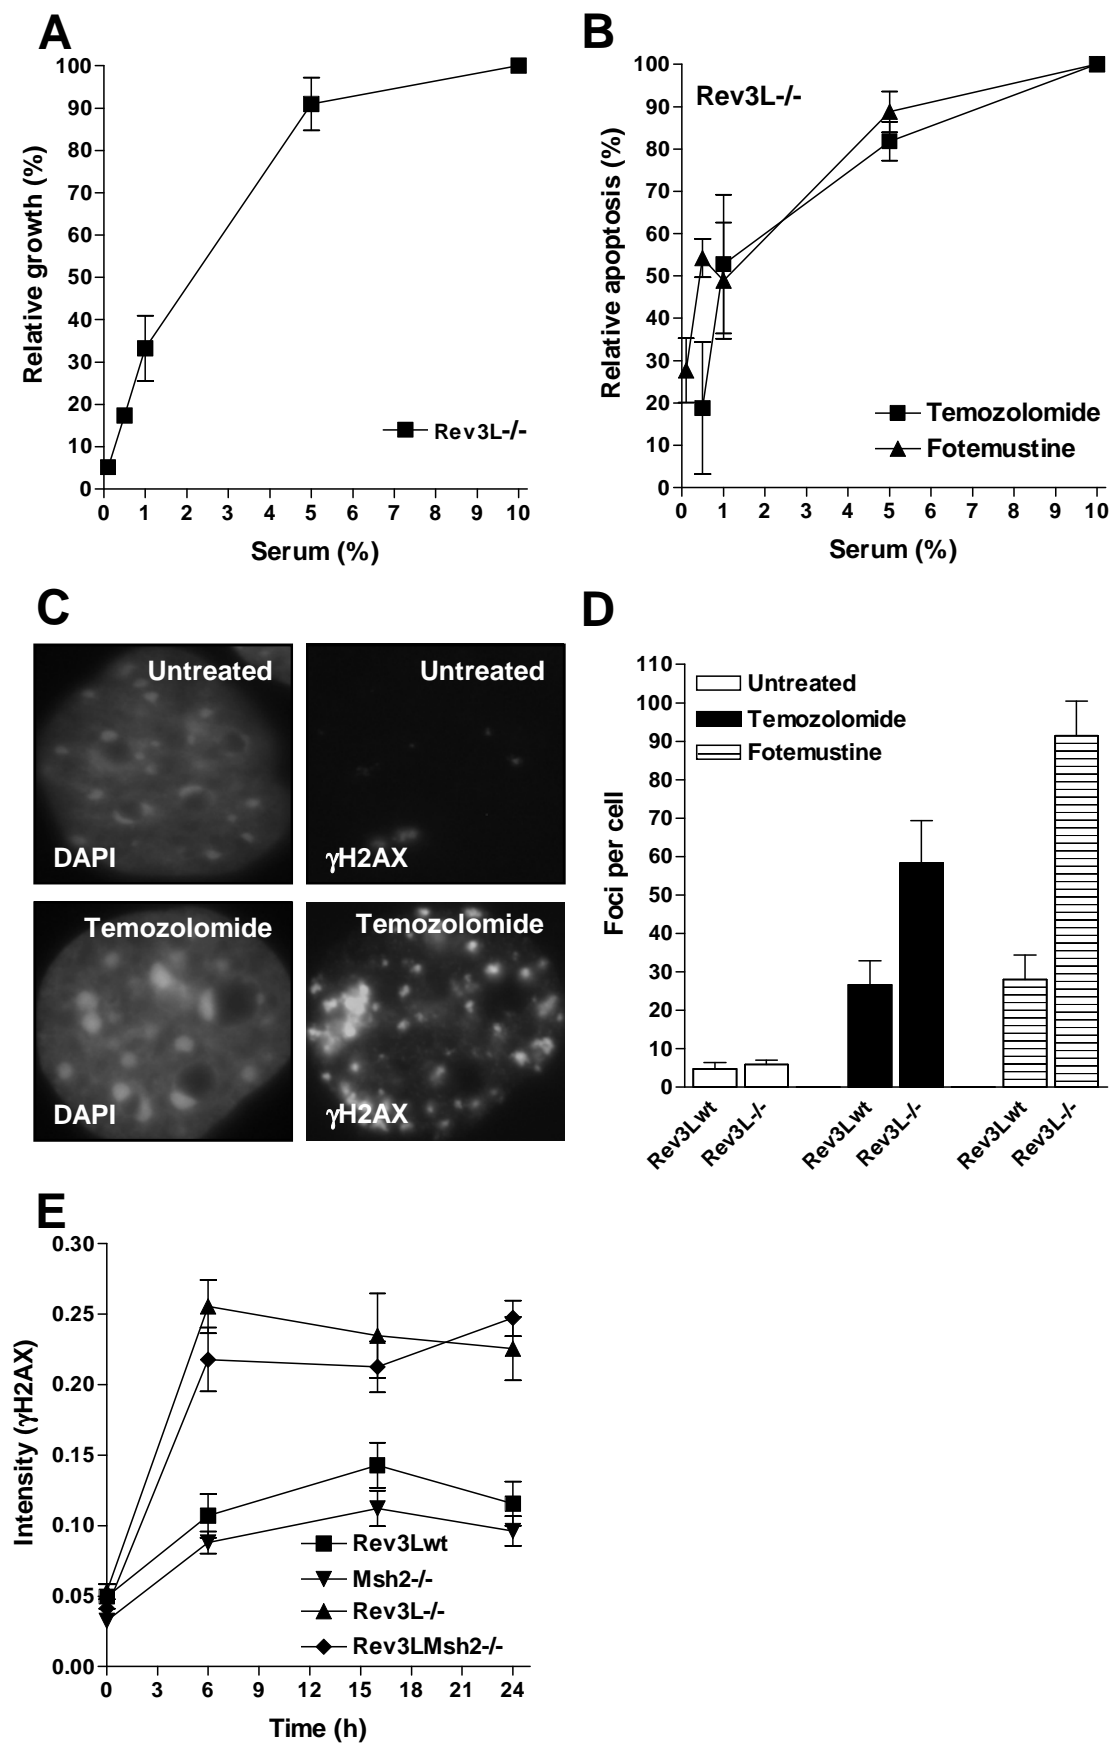 A
100
90
80
70
60
50
40
30
20
10
0
Relative growth (%)
Rev3L-/-
0 1 2 3 4 5 6 7 8 9 10
Serum (%)
B
100
90
80
70
60
50
40
30
20
10
0
Relative apoptosis (%)
Rev3L-/-
Temozolomide
Fotemustine
0 1 2 3 4 5 6 7 8 9 10
Serum (%)
C
Untreated
DAPI
Untreated
γH2AX
Temozolomide
DAPI
Temozolomide
γH2AX
D
110
100
90
80
70
60
50
40
30
20
10
0
Foci per cell
Untreated
Temozolomide
Fotemustine
Rev3Lwt
Rev3L-/-
Rev3Lwt
Rev3L-/-
Rev3Lwt
Rev3L-/-
E
0.30
0.25
0.20
0.15
0.10
0.05
0.00
Intensity (γH2AX)
Rev3Lwt
Msh2-/-
Rev3L-/-
Rev3LMsh2-/-
0 3 6 9 12 15 18 21 24
Time (h)